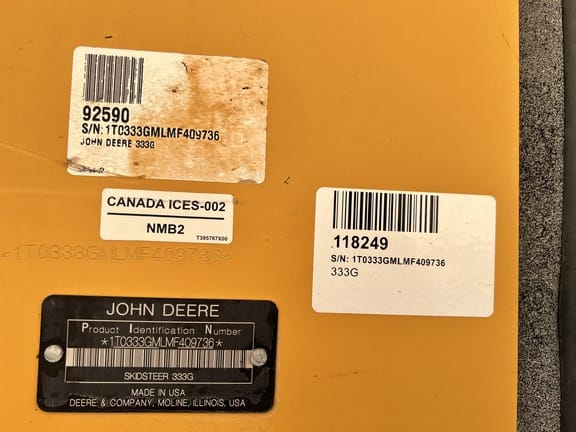 92590
S/N: 1T0333GMLMF409736
JOHN DEERE 333G
CANADA ICES-002
NMB2
T395787X00
118249
S/N: 1T0333GMLMF409736
333G
*1T0333GMLMF409736*
JOHN DEERE
Product Identification Number
*1T0333GMLMF409736*
SKIDSTEER 333G
MADE IN USA
DEERE & COMPANY, MOLINE, ILLINOIS, USA